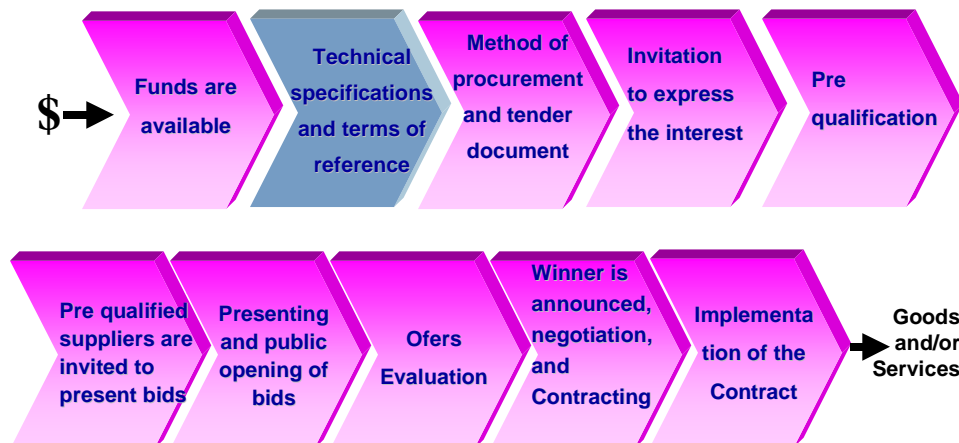 $
Funds are
available
Technical
specifications
and terms of
reference
Method of
procurement
and tender
document
Invitation
to express
the interest
Pre
qualification
Pre qualified
suppliers are
invited to
present bids
Presenting
and public
opening of
bids
Ofers
Evaluation
Winner is
announced,
negotiation,
and
Contracting
Implementa
tion of the
Contract
Goods
and/or
Services